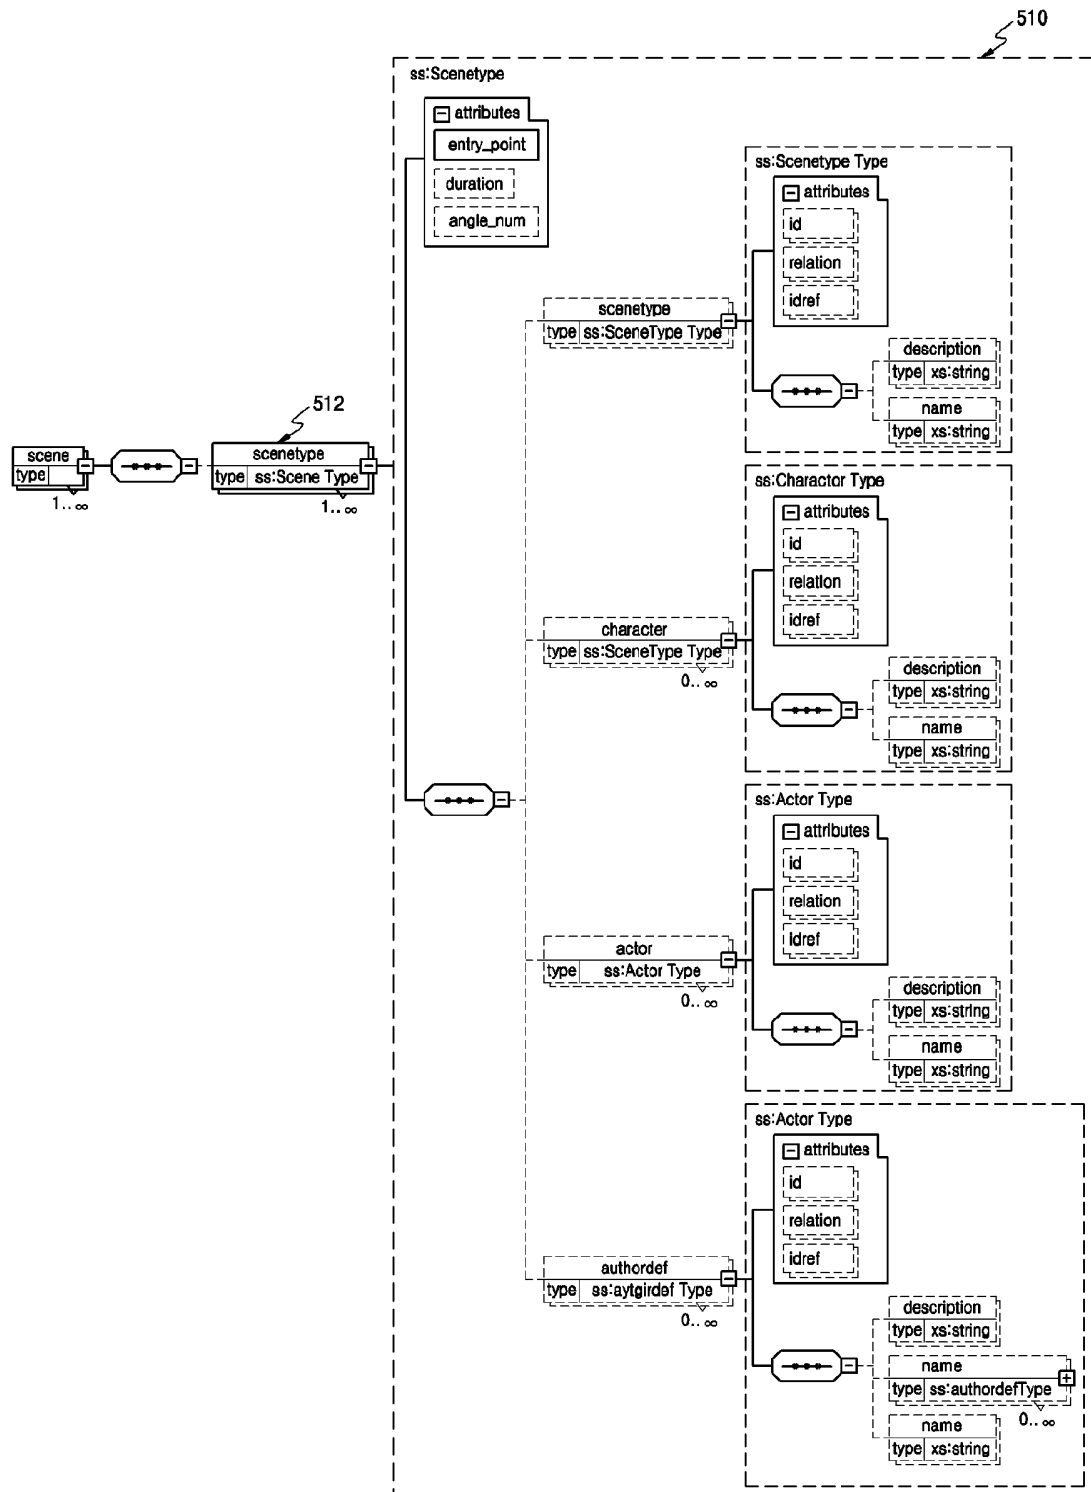 510
ss:Scenetype
attributes
entry_point
duration
angle_num
ss:Scenetype Type
attributes
id
relation
idref
scenetype
type ss:SceneType Type
description
type xs:string
name
type xs:string
512
scene
type
1.. ∞
scenetype
type ss:Scene Type
1.. ∞
ss:Charactor Type
attributes
id
relation
idref
character
type ss:SceneType Type
0.. ∞
description
type xs:string
name
type xs:string
ss:Actor Type
attributes
id
relation
idref
actor
type ss:Actor Type
0.. ∞
description
type xs:string
name
type xs:string
ss:Actor Type
attributes
id
relation
idref
authordef
type ss:aytgirdef Type
0.. ∞
description
type xs:string
name
type ss:authordefType
0.. ∞
name
type xs:string